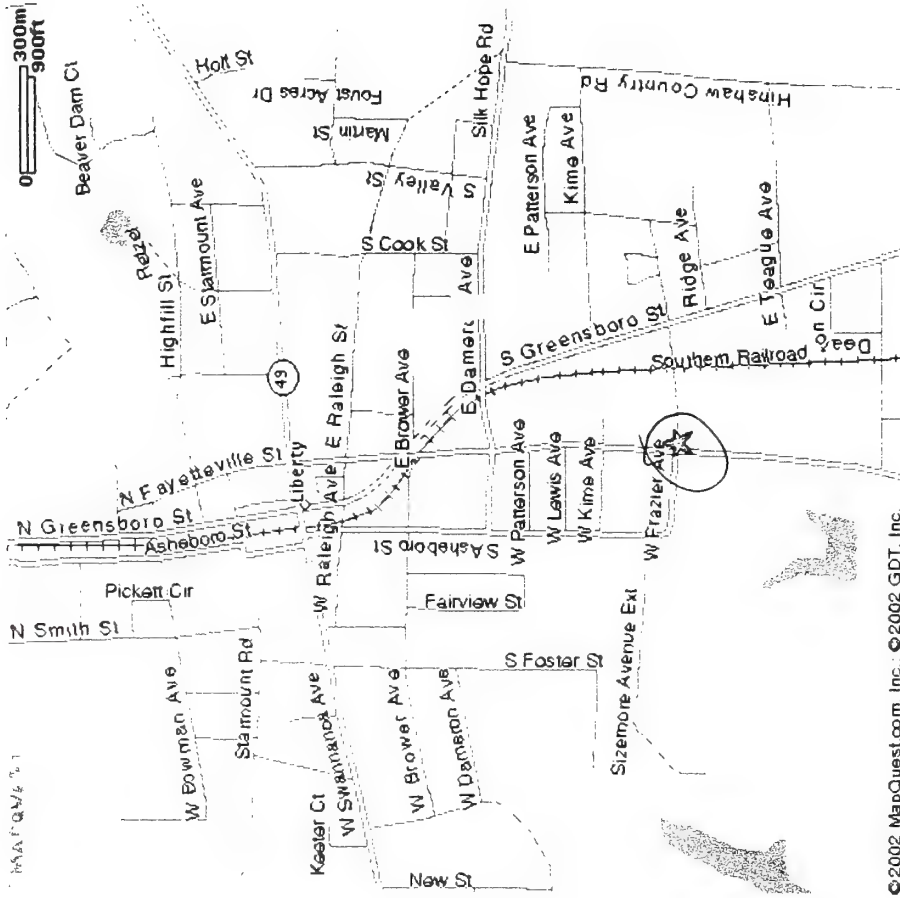 MAPQUEST
0 300m
900ft
Holt St
Beaver Dam Ct
Foust Acres Dr
Martin St
Silk Hope Rd
Hinshaw Country Rd
S Valley St
E Patterson Ave
Kime Ave
Retzel
E Starmount Ave
Highfill St
S Cook St
E Dameron Ave
Ridge Ave
E Teague Ave
S Greensboro St
Southern Railroad
Deacon Cir
49
E Raleigh St
E Brower Ave
N Fayetteville St
Liberty
N Greensboro St
Asheboro St
W Raleigh Ave
S Asheboro St
W Patterson Ave
W Lewis Ave
W Kime Ave
W Frazier Ave
Pickett Cir
Fairview St
N Smith St
S Foster St
Sizemore Avenue Ext
W Bowman Ave
Starmount Rd
Keeter Ct
W Swannanoa Ave
W Brower Ave
W Dameron Ave
New St
©2002 MapQuest.com, Inc.; ©2002 GDT, Inc.